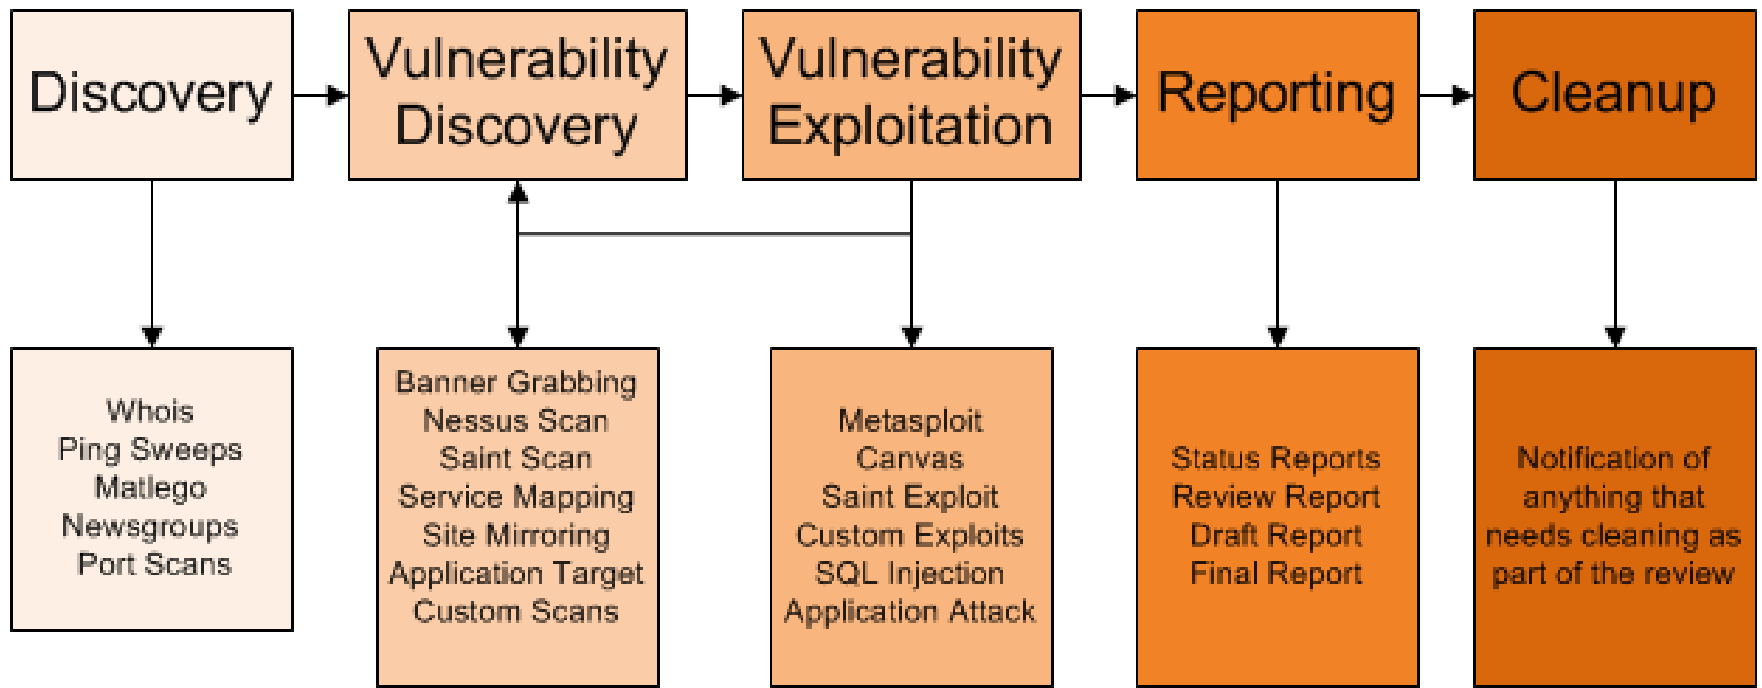 Discovery
Vulnerability
Discovery
Vulnerability
Exploitation
Reporting
Cleanup
Whois
Ping Sweeps
Matlego
Newsgroups
Port Scans
Banner Grabbing
Nessus Scan
Saint Scan
Service Mapping
Site Mirroring
Application Target
Custom Scans
Metasploit
Canvas
Saint Exploit
Custom Exploits
SQL Injection
Application Attack
Status Reports
Review Report
Draft Report
Final Report
Notification of
anything that
needs cleaning as
part of the review